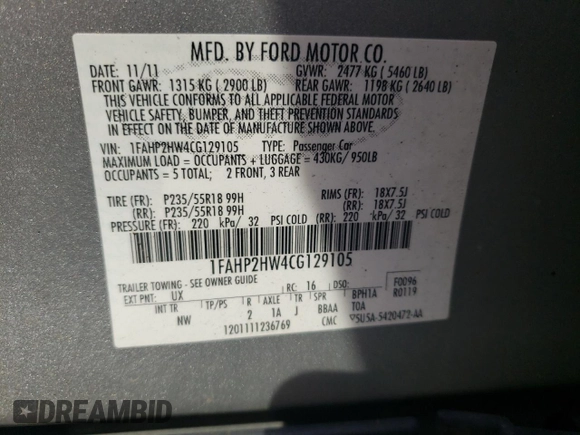 MFD. BY FORD MOTOR CO.
DATE: 11/11 GVWR: 2477 KG ( 5460 LB)
FRONT GAWR: 1315 KG ( 2900 LB) REAR GAWR: 1198 KG ( 2640 LB)
THIS VEHICLE CONFORMS TO ALL APPLICABLE FEDERAL MOTOR
VEHICLE SAFETY, BUMPER, AND THEFT PREVENTION STANDARDS
IN EFFECT ON THE DATE OF MANUFACTURE SHOWN ABOVE.
VIN: 1FAHP2HW4CG129105 TYPE: Passenger Car
MAXIMUM LOAD = OCCUPANTS + LUGGAGE = 430KG/ 950LB
OCCUPANTS = 5 TOTAL; 2 FRONT, 3 REAR
TIRE (FR): P235/55R18 99H RIMS (FR): 18X7.5J
(RR): P235/55R18 99H (RR): 18X7.5J
PRESSURE (FR): 220 kPa/ 32 PSI COLD (RR): 220 kPa/ 32 PSI COLD
1FAHP2HW4CG129105
TRAILER TOWING - SEE OWNER GUIDE
EXT PNT: UX RC: 16 DSO: F0096
INT TR TP/PS R AXLE TR SPR BPH1A R0119
NW 2 1A J BBAA TOA
1201111236769 CMC 5U5A-5420472-AA
DREAMBID